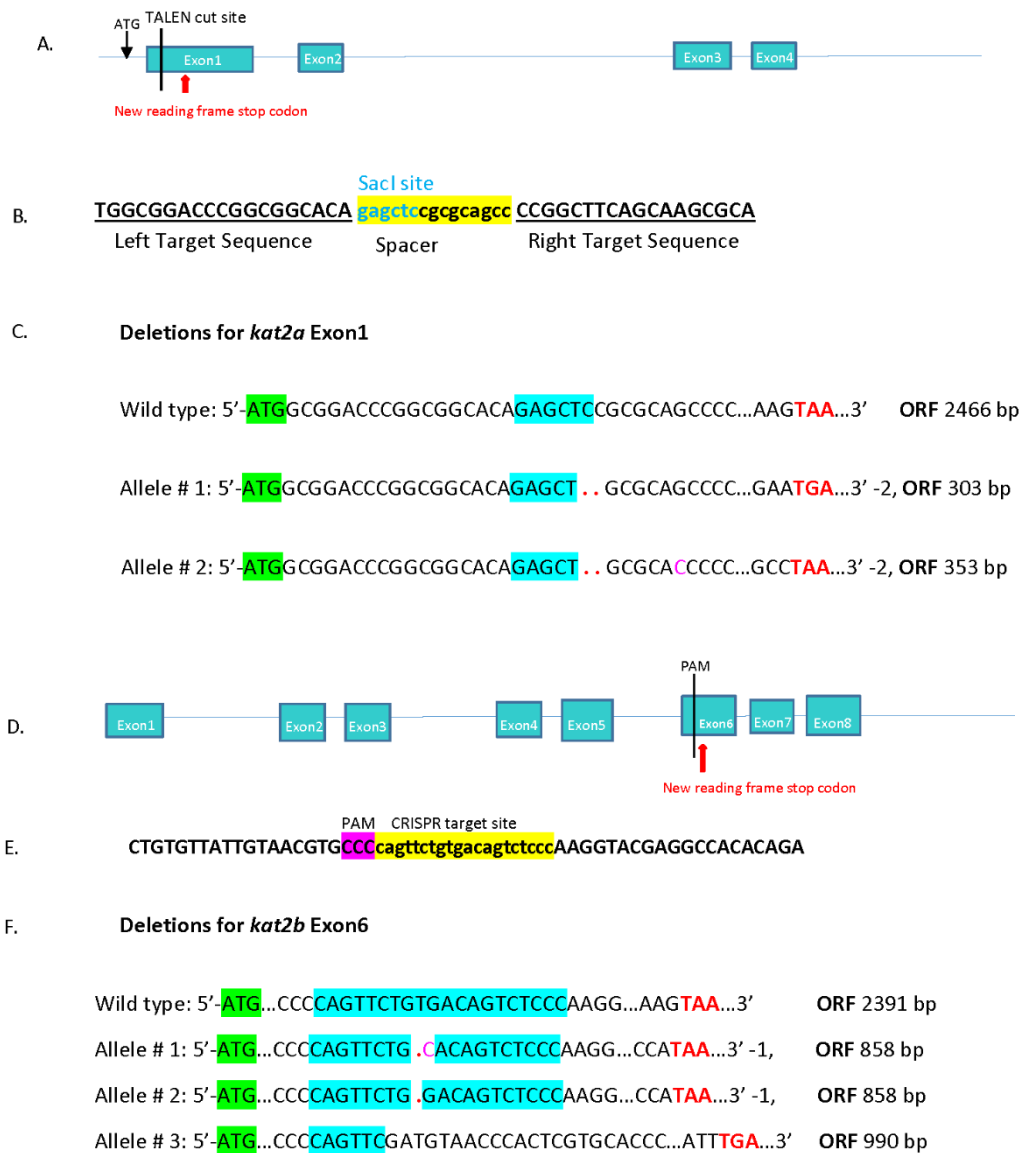 A.
ATG
TALEN cut site
Exon1 Exon2 Exon3 Exon4
New reading frame stop codon
B.
SacI site
TGGCGGACCCGGCGGCACA gagctccgcgcagcc CCGGCTTCAGCAAGCGCA
Left Target Sequence Spacer Right Target Sequence
C. Deletions for kat2a Exon1
Wild type: 5’-ATGGCGGACCCGGCGGCACAGAGCTCCGCGCAGCCCC...AAGTAA...3’ ORF 2466 bp
Allele # 1: 5’-ATGGCGGACCCGGCGGCACAGAGCT..GCGCAGCCCC...GAATGA...3’ -2, ORF 303 bp
Allele # 2: 5’-ATGGCGGACCCGGCGGCACAGAGCT..GCGCACCCCC...GCCTAA...3’ -2, ORF 353 bp
D.
PAM
Exon1 Exon2 Exon3 Exon4 Exon5 Exon6 Exon7 Exon8
New reading frame stop codon
PAM CRISPR target site
E. CTGTGTTATTGTAACGTGCCCcagttctgtgacagtctcccAAGGTACGAGGCCACACAGA
F. Deletions for kat2b Exon6
Wild type: 5’-ATG...CCCCAGTTCTGTGACAGTCTCCCAAGG...AAGTAA...3’ ORF 2391 bp
Allele # 1: 5’-ATG...CCCCAGTTCTG.CACAGTCTCCCAAGG...CCATAA...3’ -1, ORF 858 bp
Allele # 2: 5’-ATG...CCCCAGTTCTG.GACAGTCTCCCAAGG...CCATAA...3’ -1, ORF 858 bp
Allele # 3: 5’-ATG...CCCCAGTTCGATGTAACCCACTCGTGCACCC...ATTTGA...3’ ORF 990 bp